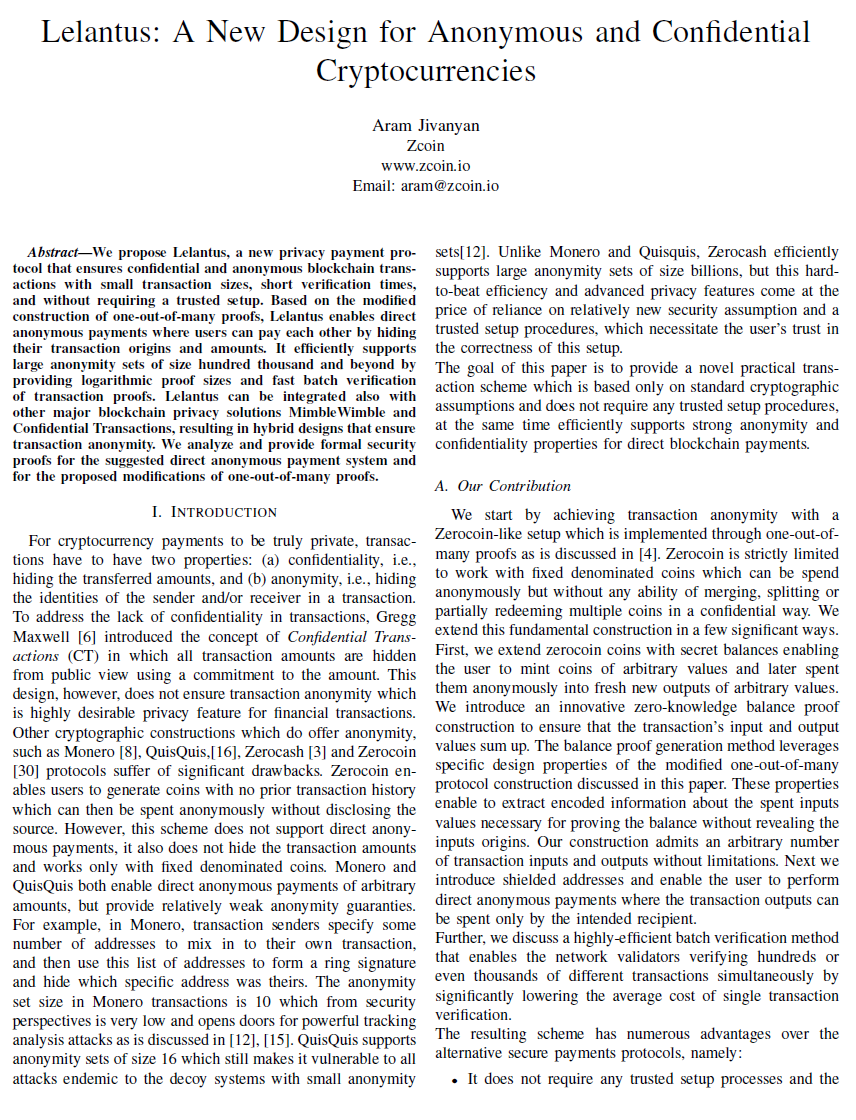 Lelantus: A New Design for Anonymous and Confidential
Cryptocurrencies
Aram Jivanyan
Zcoin
www.zcoin.io
Email: aram@zcoin.io
Abstract—We propose Lelantus, a new privacy payment pro-
tocol that ensures confidential and anonymous blockchain trans-
actions with small transaction sizes, short verification times,
and without requiring a trusted setup. Based on the modified
construction of one-out-of-many proofs, Lelantus enables direct
anonymous payments where users can pay each other by hiding
their transaction origins and amounts. It efficiently supports
large anonymity sets of size hundred thousand and beyond by
providing logarithmic proof sizes and fast batch verification
of transaction proofs. Lelantus can be integrated also with
other major blockchain privacy solutions MimbleWimble and
Confidential Transactions, resulting in hybrid designs that ensure
transaction anonymity. We analyze and provide formal security
proofs for the suggested direct anonymous payment system and
for the proposed modifications of one-out-of-many proofs.
I. INTRODUCTION
For cryptocurrency payments to be truly private, transac-
tions have to have two properties: (a) confidentiality, i.e.,
hiding the transferred amounts, and (b) anonymity, i.e., hiding
the identities of the sender and/or receiver in a transaction.
To address the lack of confidentiality in transactions, Gregg
Maxwell [6] introduced the concept of Confidential Trans-
actions (CT) in which all transaction amounts are hidden
from public view using a commitment to the amount. This
design, however, does not ensure transaction anonymity which
is highly desirable privacy feature for financial transactions.
Other cryptographic constructions which do offer anonymity,
such as Monero [8], QuisQuis,[16], Zerocash [3] and Zerocoin
[30] protocols suffer of significant drawbacks. Zerocoin en-
ables users to generate coins with no prior transaction history
which can then be spent anonymously without disclosing the
source. However, this scheme does not support direct anony-
mous payments, it also does not hide the transaction amounts
and works only with fixed denominated coins. Monero and
QuisQuis both enable direct anonymous payments of arbitrary
amounts, but provide relatively weak anonymity guaranties.
For example, in Monero, transaction senders specify some
number of addresses to mix in to their own transaction,
and then use this list of addresses to form a ring signature
and hide which specific address was theirs. The anonymity
set size in Monero transactions is 10 which from security
perspectives is very low and opens doors for powerful tracking
analysis attacks as is discussed in [12], [15]. QuisQuis supports
anonymity sets of size 16 which still makes it vulnerable to all
attacks endemic to the decoy systems with small anonymity
sets[12]. Unlike Monero and Quisquis, Zerocash efficiently
supports large anonymity sets of size billions, but this hard-
to-beat efficiency and advanced privacy features come at the
price of reliance on relatively new security assumption and a
trusted setup procedures, which necessitate the user's trust in
the correctness of this setup.
The goal of this paper is to provide a novel practical trans-
action scheme which is based only on standard cryptographic
assumptions and does not require any trusted setup procedures,
at the same time efficiently supports strong anonymity and
confidentiality properties for direct blockchain payments.
A. Our Contribution
We start by achieving transaction anonymity with a
Zerocoin-like setup which is implemented through one-out-of-
many proofs as is discussed in [4]. Zerocoin is strictly limited
to work with fixed denominated coins which can be spend
anonymously but without any ability of merging, splitting or
partially redeeming multiple coins in a confidential way. We
extend this fundamental construction in a few significant ways.
First, we extend zerocoin coins with secret balances enabling
the user to mint coins of arbitrary values and later spent
them anonymously into fresh new outputs of arbitrary values.
We introduce an innovative zero-knowledge balance proof
construction to ensure that the transaction's input and output
values sum up. The balance proof generation method leverages
specific design properties of the modified one-out-of-many
protocol construction discussed in this paper. These properties
enable to extract encoded information about the spent inputs
values necessary for proving the balance without revealing the
inputs origins. Our construction admits an arbitrary number
of transaction inputs and outputs without limitations. Next we
introduce shielded addresses and enable the user to perform
direct anonymous payments where the transaction outputs can
be spent only by the intended recipient.
Further, we discuss a highly-efficient batch verification method
that enables the network validators verifying hundreds or
even thousands of different transactions simultaneously by
significantly lowering the average cost of single transaction
verification.
The resulting scheme has numerous advantages over the
alternative secure payments protocols, namely:
• It does not require any trusted setup processes and the